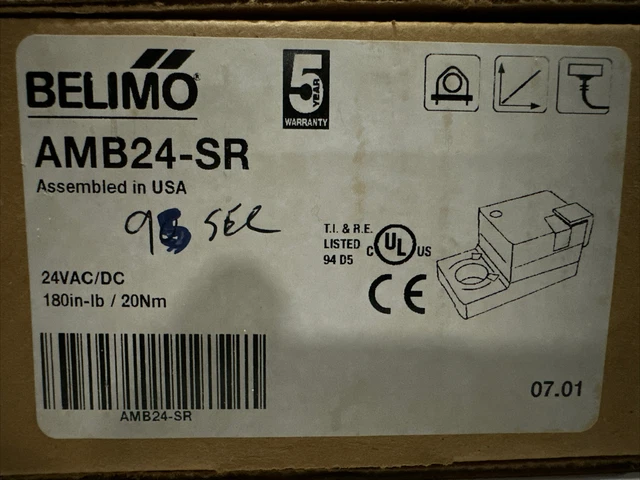 BELIMO®
5
YEAR
WARRANTY
AMB24-SR
Assembled in USA
SEC
T.I. & R.E.
LISTED
94 D5
C UL US
CE
24VAC/DC
180in-lb / 20Nm
AMB24-SR
07.01